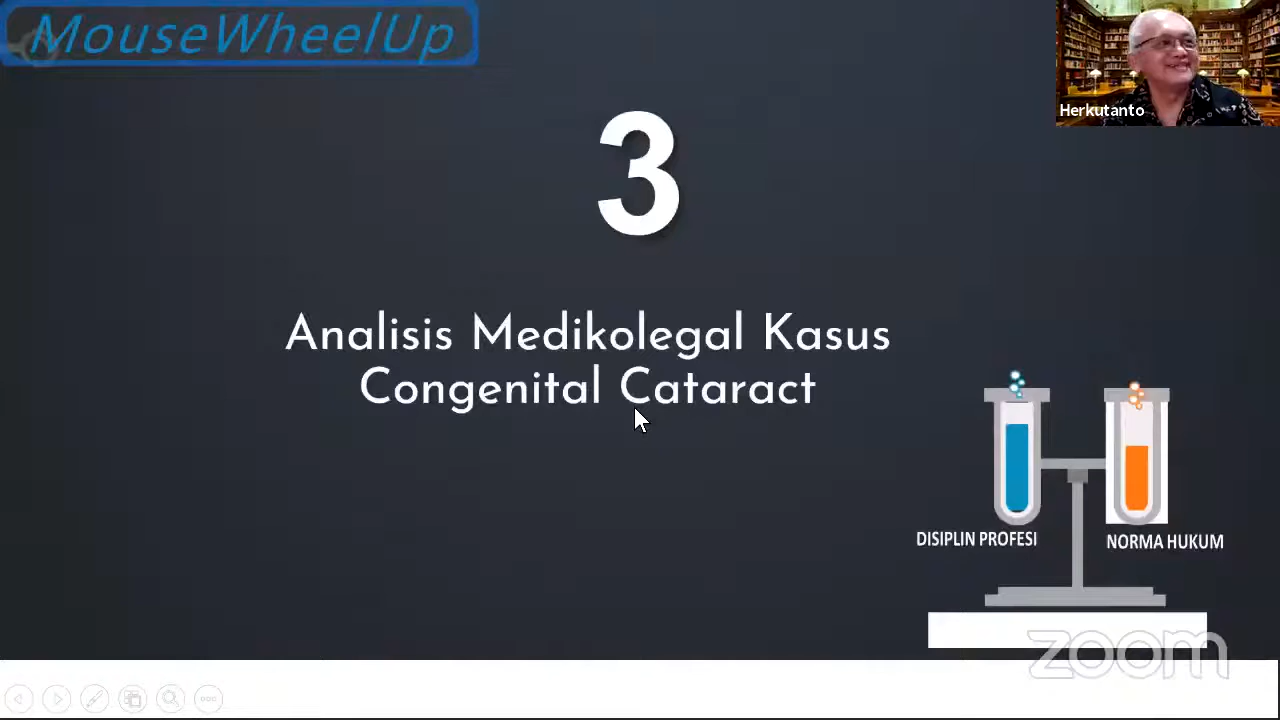 MouseWheelUp
Herkutanto
3
Analisis Medikolegal Kasus
Congenital Cataract
DISIPLIN PROFESI
NORMA HUKUM
zoom